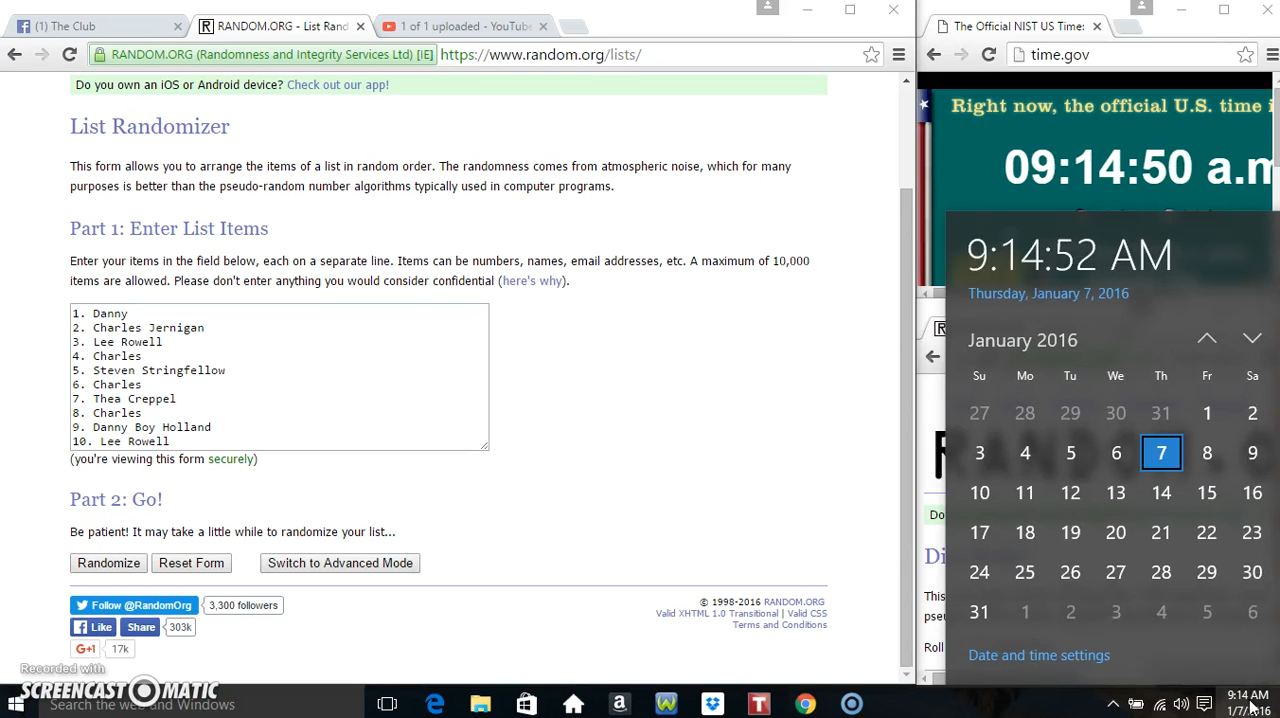 (1) The Club
RANDOM.ORG - List Rand
1 of 1 uploaded - YouTube
RANDOM.ORG (Randomness and Integrity Services Ltd) [IE]
https://www.random.org/lists/
Do you own an iOS or Android device? Check out our app!
List Randomizer
This form allows you to arrange the items of a list in random order. The randomness comes from atmospheric noise, which for many
purposes is better than the pseudo-random number algorithms typically used in computer programs.
Part 1: Enter List Items
Enter your items in the field below, each on a separate line. Items can be numbers, names, email addresses, etc. A maximum of 10,000
items are allowed. Please don't enter anything you would consider confidential (here's why).
1. Danny
2. Charles Jernigan
3. Lee Rowell
4. Charles
5. Steven Stringfellow
6. Charles
7. Thea Creppel
8. Charles
9. Danny Boy Holland
10. Lee Rowell
(you're viewing this form securely)
Part 2: Go!
Be patient! It may take a little while to randomize your list...
Randomize Reset Form Switch to Advanced Mode
Follow @RandomOrg 3,300 followers
Like Share 303k
G+1 17k
© 1998-2016 RANDOM.ORG
Valid XHTML 1.0 Transitional | Valid CSS
Terms and Conditions
Recorded with
SCREENCAST-O-MATIC
Search the web and Windows
The Official NIST US Time:
time.gov
Right now, the official U.S. time i
09:14:50 a.m
9:14:52 AM
Thursday, January 7, 2016
January 2016
Su Mo Tu We Th Fr Sa
27 28 29 30 31 1 2
3 4 5 6 7 8 9
10 11 12 13 14 15 16
17 18 19 20 21 22 23
24 25 26 27 28 29 30
31 1 2 3 4 5 6
Date and time settings
Do
Di
This
pseu
Roll
9:14 AM
1/7/2016